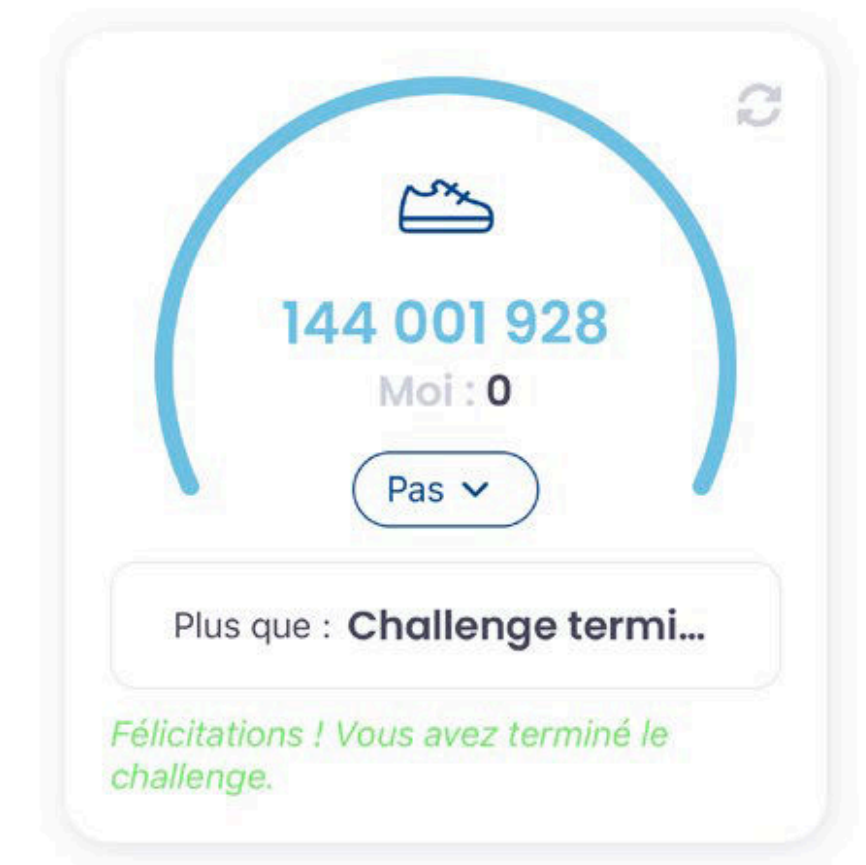 144 001 928
Moi : 0
Pas
Plus que : Challenge termi...
Félicitations ! Vous avez terminé le
challenge.